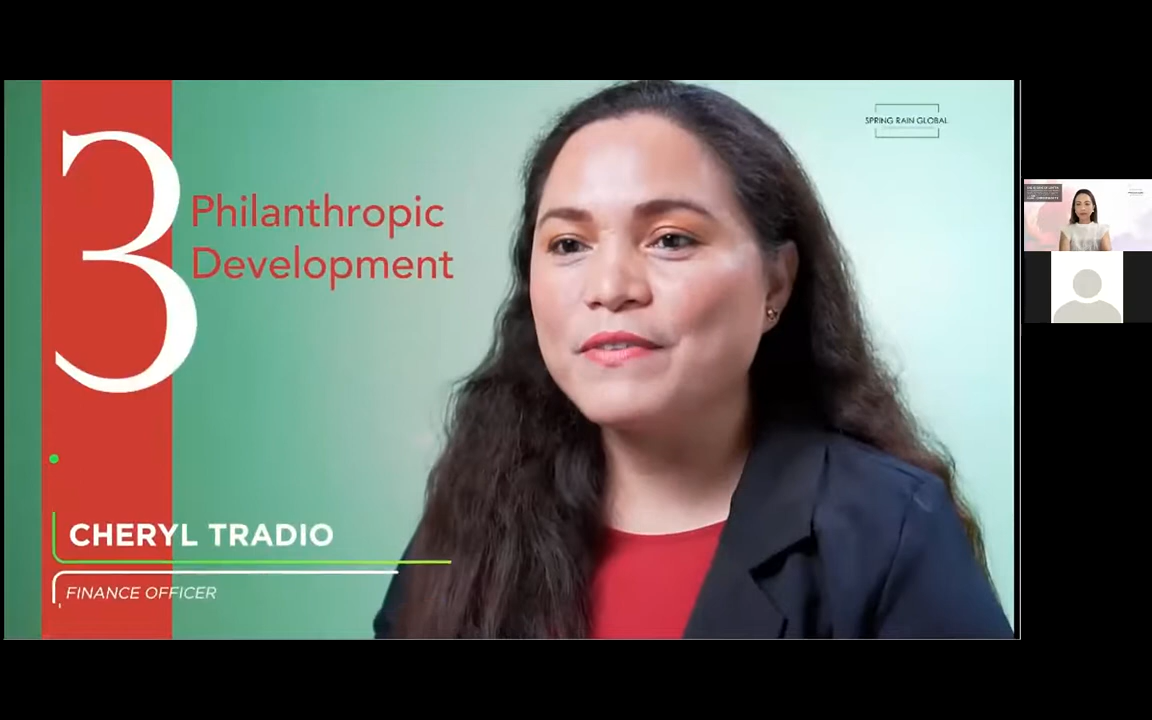 3
Philanthropic
Development
SPRING RAIN GLOBAL
CHERYL TRADIO
FINANCE OFFICER